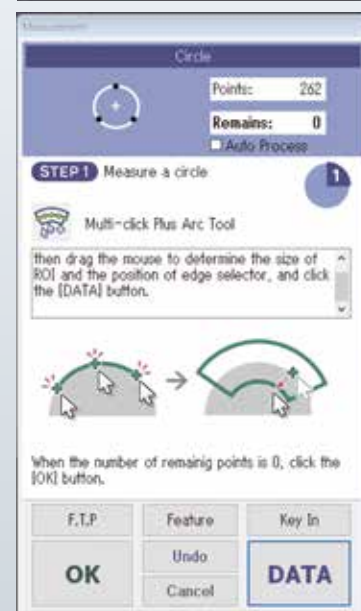 Measurement
Circle
Points: 262
Remains: 0
Auto Process
STEP 1 Measure a circle
1
Multi-click Plus Arc Tool
then drag the mouse to determine the size of
ROI and the position of edge selector, and click
the [DATA] button.
When the number of remainig points is 0, click the
[OK] button.
F.T.P
Feature
Key In
OK
Undo
DATA
Cancel